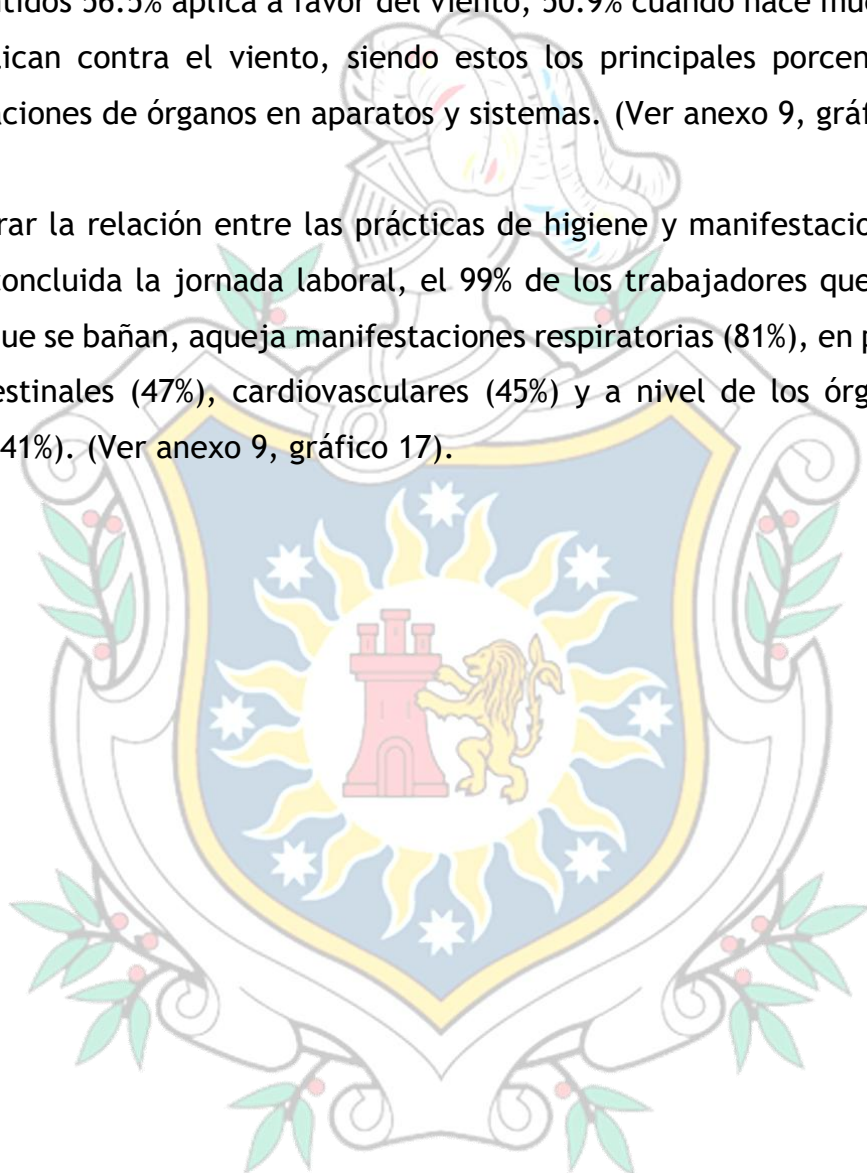 tidos 56.5% aplica a favor del viento, 50.9% cuando hace mu
ican contra el viento, siendo estos los principales porcen
aciones de órganos en aparatos y sistemas. (Ver anexo 9, grá
rar la relación entre las prácticas de higiene y manifestacio
concluida la jornada laboral, el 99% de los trabajadores que
ue se bañan, aqueja manifestaciones respiratorias (81%), en p
estinales (47%), cardiovasculares (45%) y a nivel de los órg
41%). (Ver anexo 9, gráfico 17).